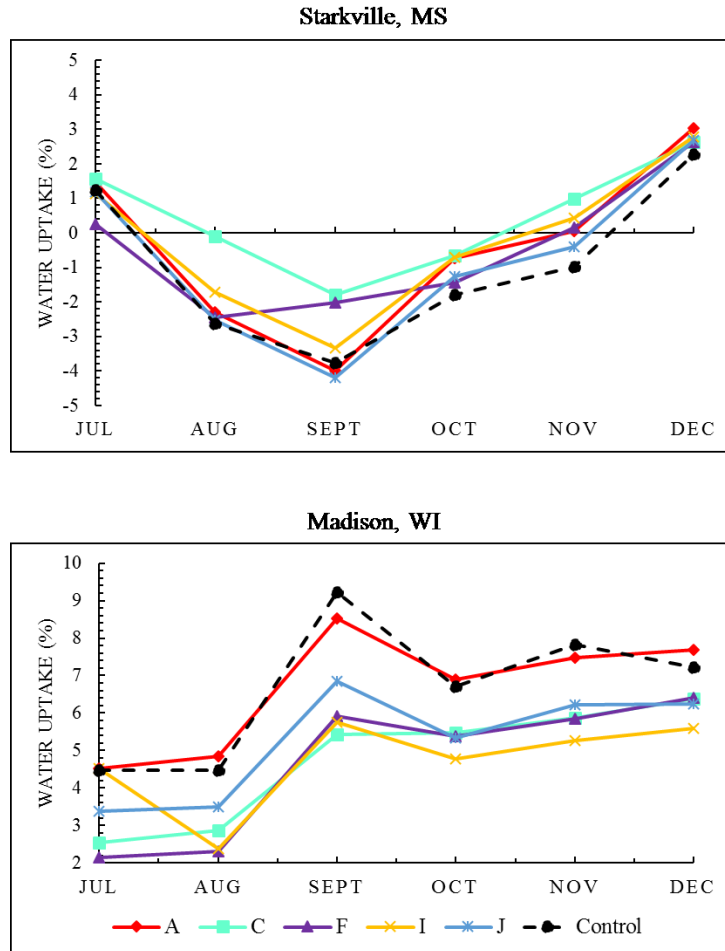 Starkville, MS
WATER UPTAKE (%)
5
4
3
2
1
0
-1
-2
-3
-4
-5
JUL AUG SEPT OCT NOV DEC
Madison, WI
WATER UPTAKE (%)
10
9
8
7
6
5
4
3
2
JUL AUG SEPT OCT NOV DEC
A C F I J Control